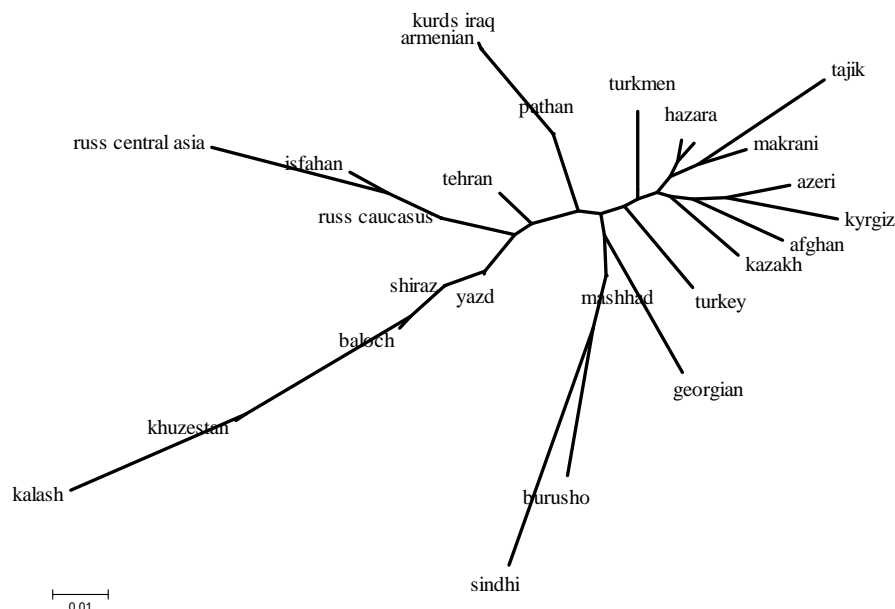 kurds iraq
armenian
tajik
turkmen
pathan
hazara
russ central asia
makrani
isfahan
tehran
azeri
russ caucasus
kyrgiz
afghan
kazakh
shiraz
yazd
mashhad
turkey
baloch
georgian
khuzestan
kalash
burusho
sindhi
0.01